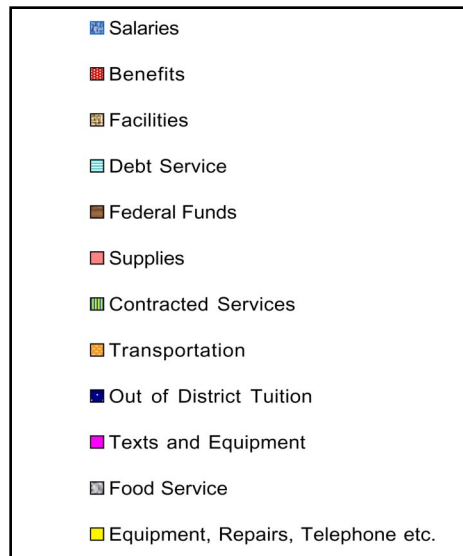 Salaries
Benefits
Facilities
Debt Service
Federal Funds
Supplies
Contracted Services
Transportation
Out of District Tuition
Texts and Equipment
Food Service
Equipment, Repairs, Telephone etc.